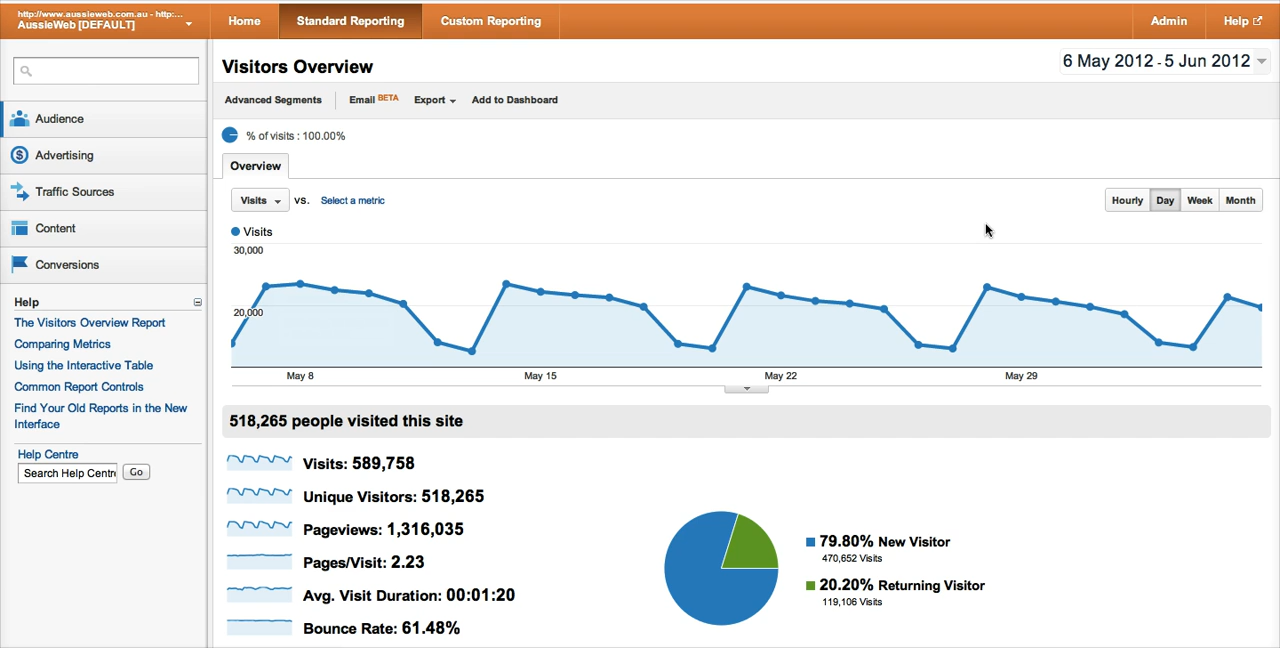 http://www.aussieweb.com.au - http:...
AussieWeb [DEFAULT]
Home
Standard Reporting
Custom Reporting
Admin
Help
Visitors Overview
6 May 2012 - 5 Jun 2012
Advanced Segments
Email BETA
Export
Add to Dashboard
% of visits : 100.00%
Overview
Visits
vs.
Select a metric
Hourly
Day
Week
Month
Visits
30,000
20,000
May 8
May 15
May 22
May 29
Audience
Advertising
Traffic Sources
Content
Conversions
Help
The Visitors Overview Report
Comparing Metrics
Using the Interactive Table
Common Report Controls
Find Your Old Reports in the New
Interface
Help Centre
Search Help Centr
Go
518,265 people visited this site
Visits: 589,758
Unique Visitors: 518,265
Pageviews: 1,316,035
Pages/Visit: 2.23
Avg. Visit Duration: 00:01:20
Bounce Rate: 61.48%
79.80% New Visitor
470,652 Visits
20.20% Returning Visitor
119,106 Visits